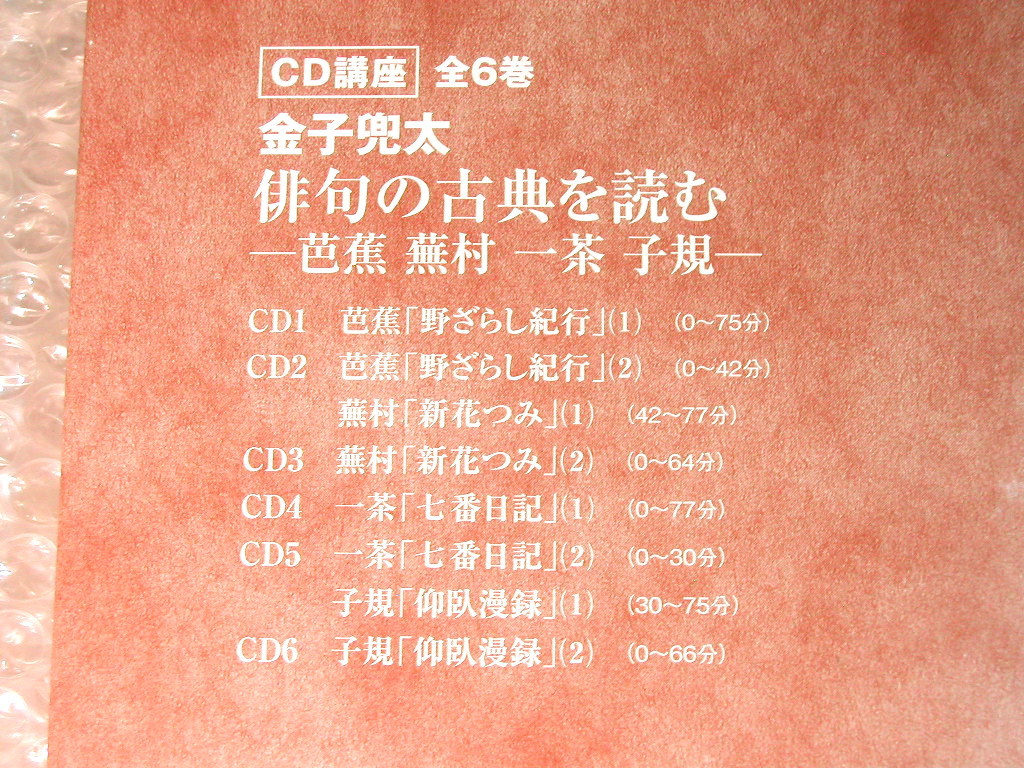 CD講座 全6巻
金子兜太
俳句の古典を読む
―芭蕉 蕪村 一茶 子規―
CD1 芭蕉「野ざらし紀行」(1) (0〜75分)
CD2 芭蕉「野ざらし紀行」(2) (0〜42分)
蕪村「新花つみ」(1) (42〜77分)
CD3 蕪村「新花つみ」(2) (0〜64分)
CD4 一茶「七番日記」(1) (0〜77分)
CD5 一茶「七番日記」(2) (0〜30分)
子規「仰臥漫録」(1) (30〜75分)
CD6 子規「仰臥漫録」(2) (0〜66分)